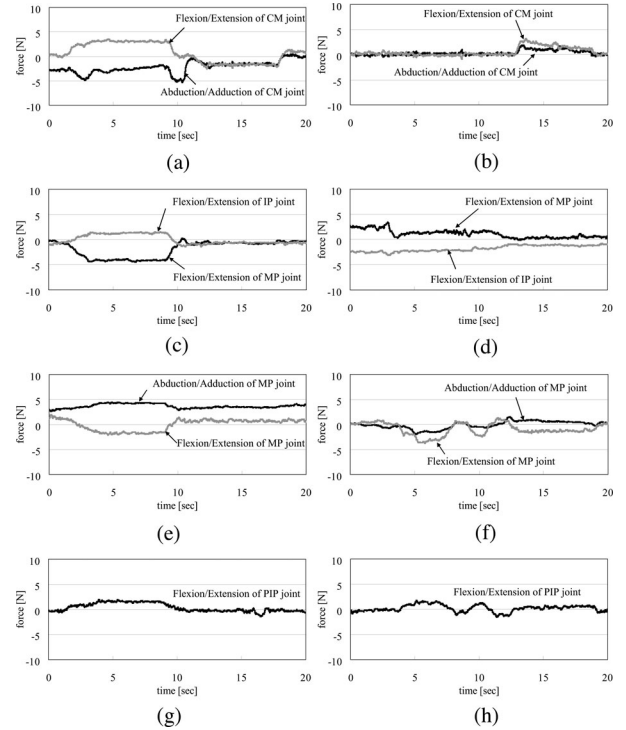 10
5
0
-5
-10
force [N]
Flexion/Extension of CM joint
Abduction/Adduction of CM joint
0 5 10 15 20
time [sec]
(a)
10
5
0
-5
-10
force [N]
Flexion/Extension of CM joint
Abduction/Adduction of CM joint
0 5 10 15 20
time [sec]
(b)
10
5
0
-5
-10
force [N]
Flexion/Extension of IP joint
Flexion/Extension of MP joint
0 5 10 15 20
time [sec]
(c)
10
5
0
-5
-10
force [N]
Flexion/Extension of MP joint
Flexion/Extension of IP joint
0 5 10 15 20
time [sec]
(d)
10
5
0
-5
-10
force [N]
Abduction/Adduction of MP joint
Flexion/Extension of MP joint
0 5 10 15 20
time [sec]
(e)
10
5
0
-5
-10
force [N]
Abduction/Adduction of MP joint
Flexion/Extension of MP joint
0 5 10 15 20
time [sec]
(f)
10
5
0
-5
-10
force [N]
Flexion/Extension of PIP joint
0 5 10 15 20
time [sec]
(g)
10
5
0
-5
-10
force [N]
Flexion/Extension of PIP joint
0 5 10 15 20
time [sec]
(h)